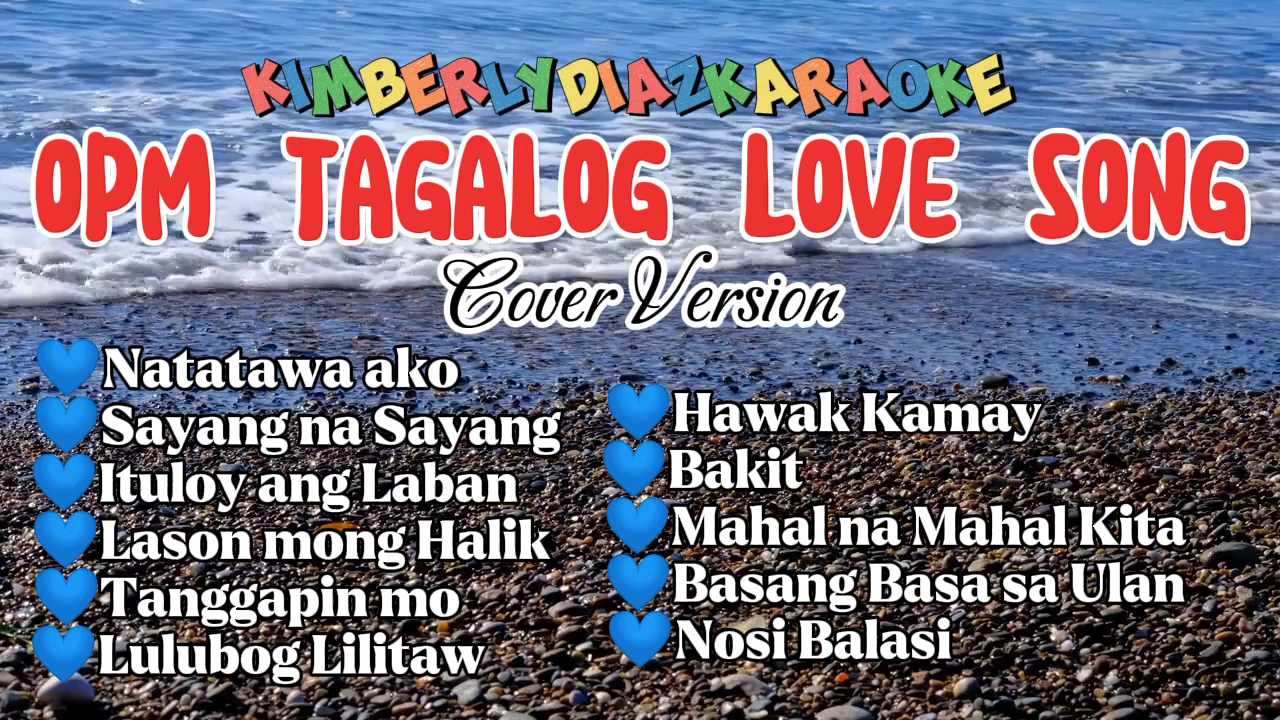 KIMBERLYDIAZKARAOKE
OPM TAGALOG LOVE SONG
Cover Version
Natatawa ako
Sayang na Sayang
Ituloy ang Laban
Lason mong Halik
Tanggapin mo
Lulubog Lilitaw
Hawak Kamay
Bakit
Mahal na Mahal Kita
Basang Basa sa Ulan
Nosi Balasi